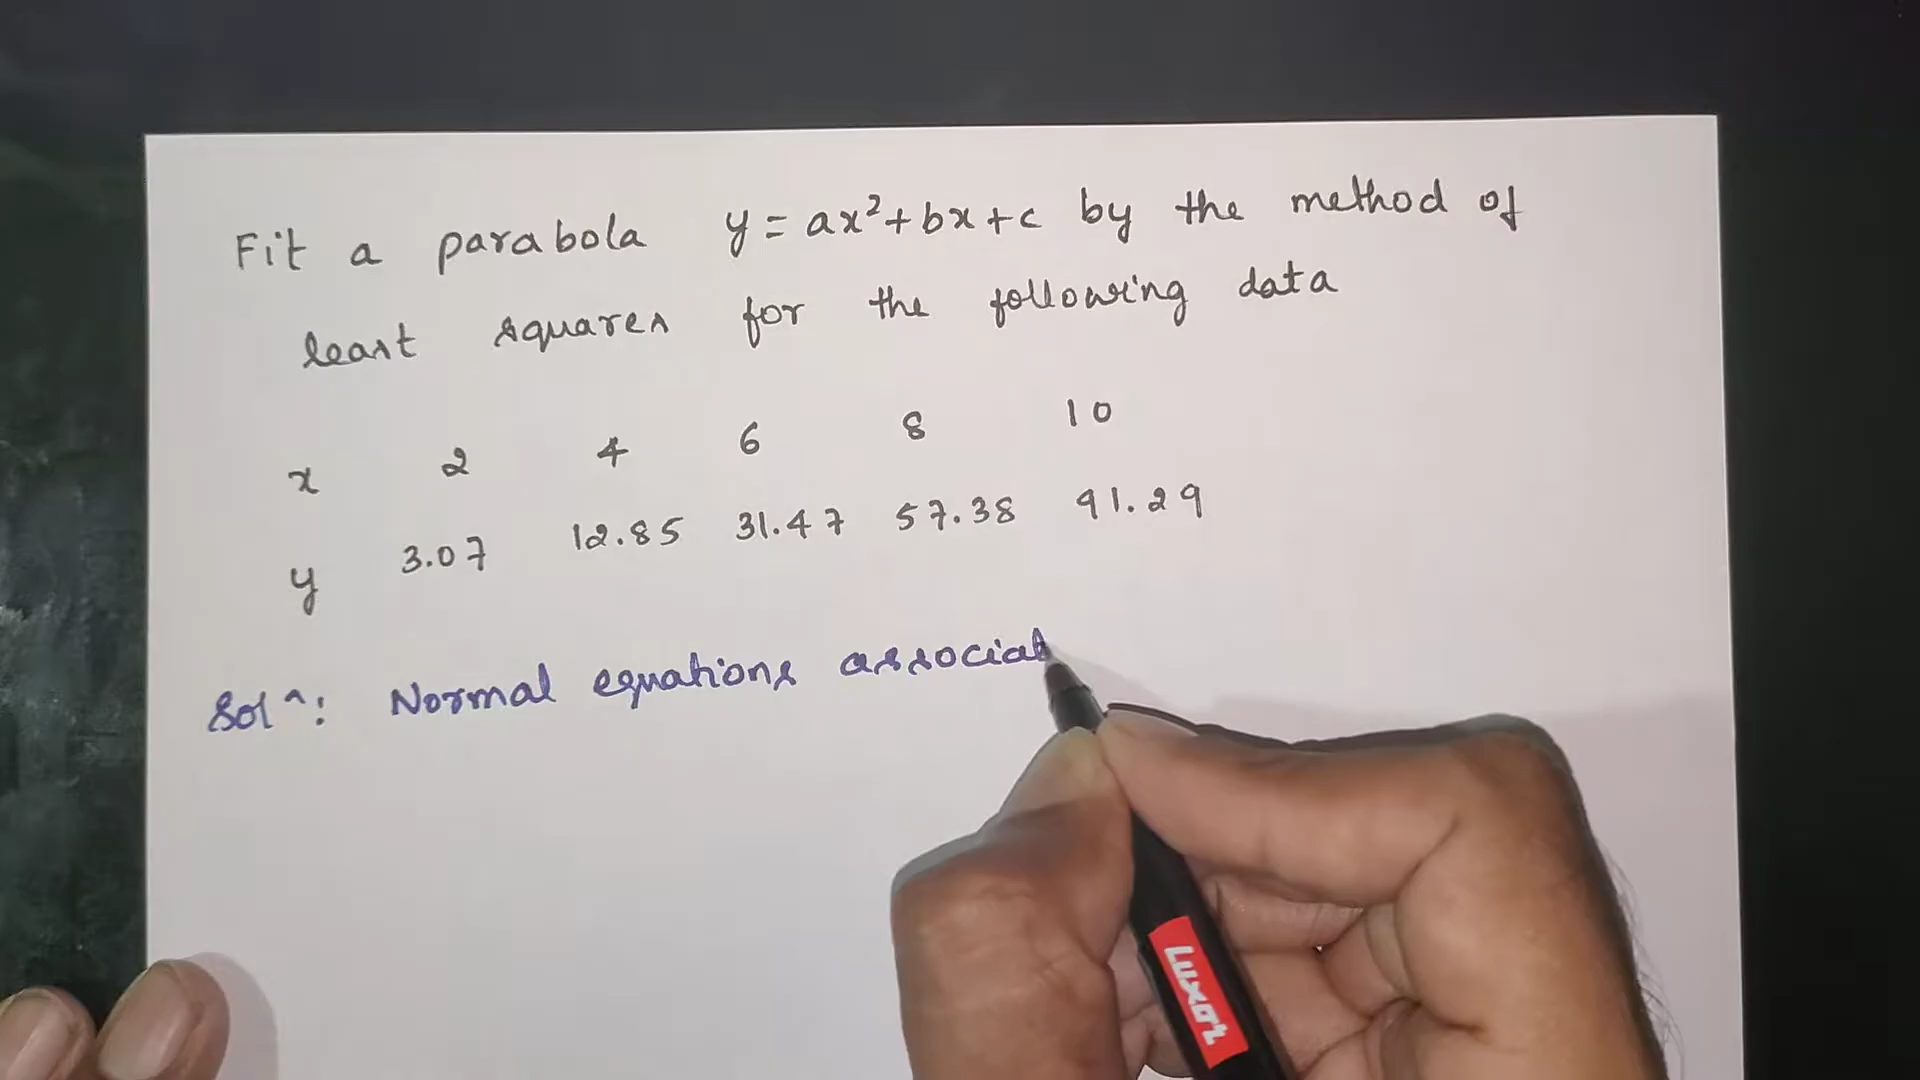 Fit a parabola y = ax²+bx+c by the method of
least squares for the following data
x 2 4 6 8 10
y 3.07 12.85 31.47 57.38 91.29
Solⁿ: Normal equations associat
Luxor